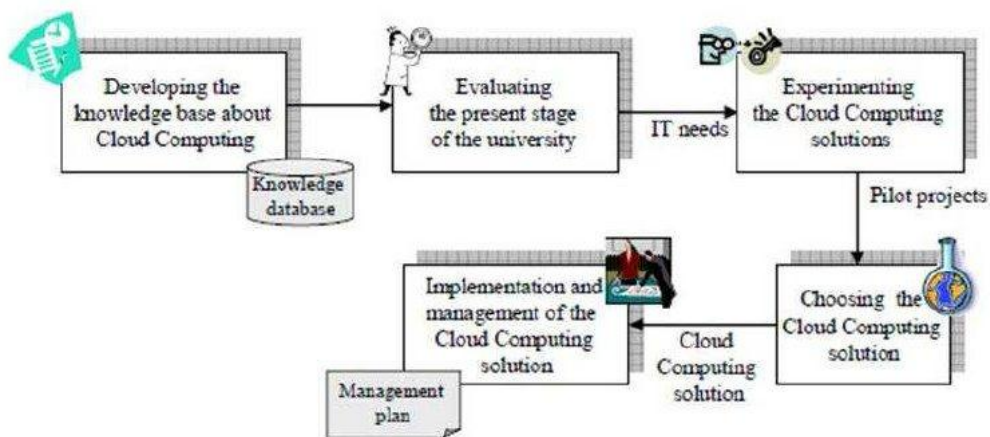 Developing the
knowledge base about
Cloud Computing
Knowledge
database
Evaluating
the present stage
of the university
IT needs
Experimenting
the Cloud Computing
solutions
Pilot projects
Choosing the
Cloud Computing
solution
Cloud
Computing
solution
Implementation and
management of the
Cloud Computing
solution
Management
plan